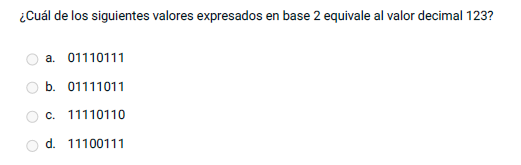 ¿Cuál de los siguientes valores expresados en base 2 equivale al valor decimal 123?
a. 01110111
b. 01111011
c. 11110110
d. 11100111